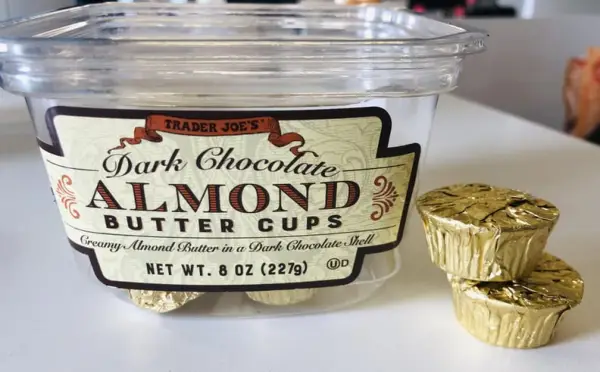 TRADER JOE'S
Dark Chocolate
ALMOND
BUTTER CUPS
Creamy Almond Butter in a Dark Chocolate Shell
NET WT. 8 OZ (227g) U D